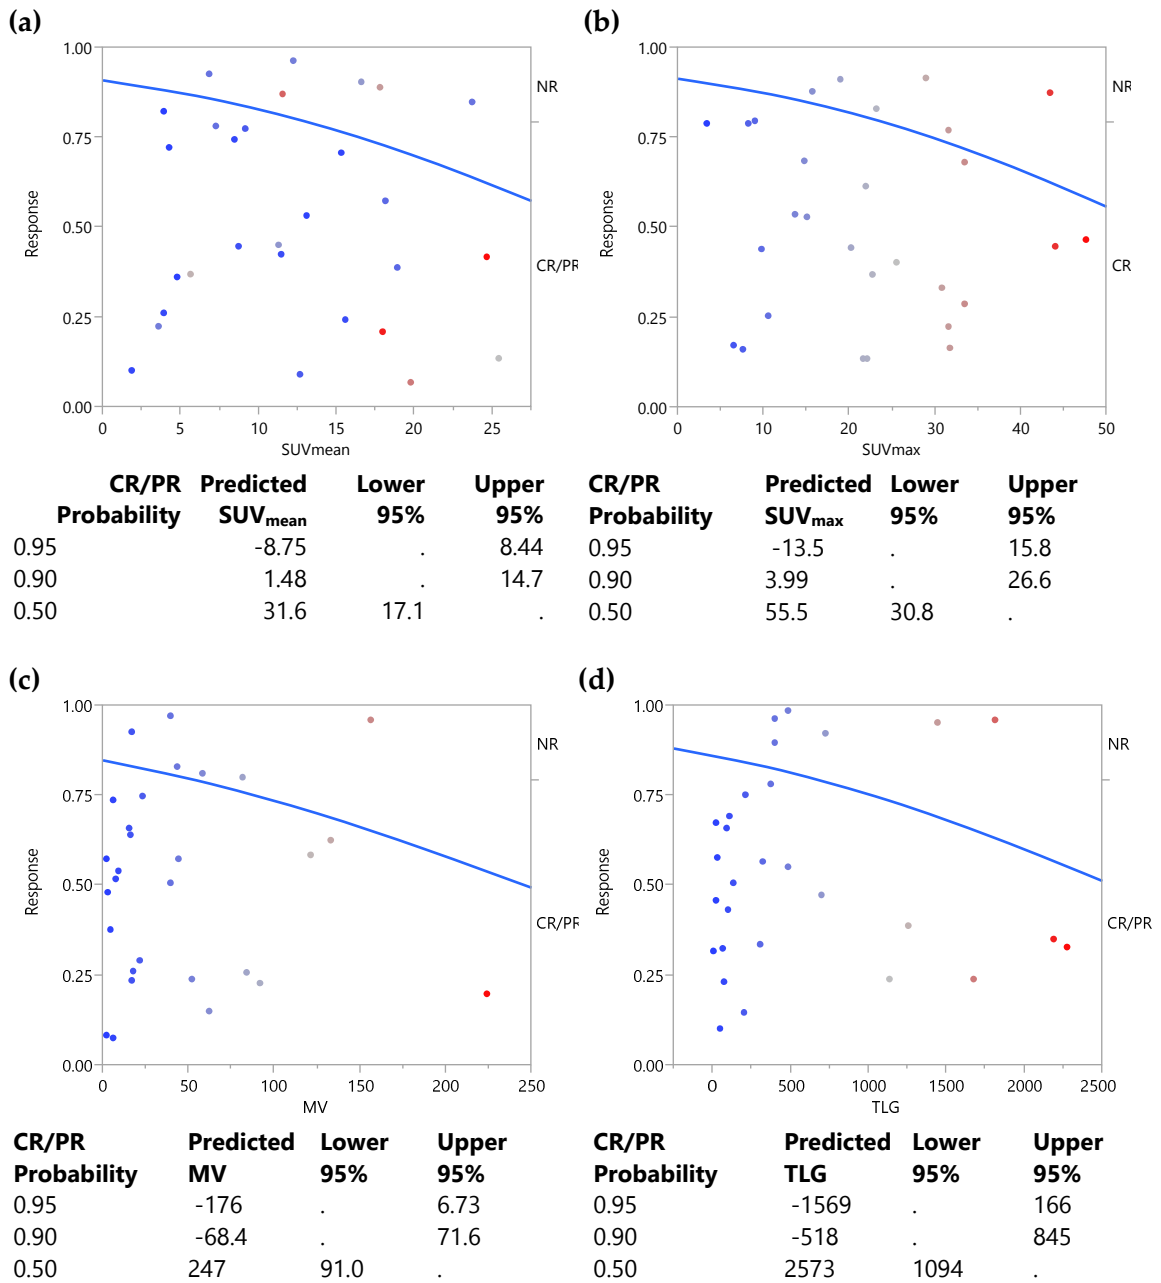 (a)
1.00
0.75
0.50
0.25
0.00
Response
NR
CR/PR
0 5 10 15 20 25
SUVmean
(b)
1.00
0.75
0.50
0.25
0.00
Response
NR
CR
0 10 20 30 40 50
SUVmax
CR/PR Predicted Lower Upper
Probability SUVmean 95% 95%
0.95 -8.75 . 8.44
0.90 1.48 . 14.7
0.50 31.6 17.1 .
CR/PR Predicted Lower Upper
Probability SUVmax 95% 95%
0.95 -13.5 . 15.8
0.90 3.99 . 26.6
0.50 55.5 30.8 .
(c)
1.00
0.75
0.50
0.25
0.00
Response
NR
CR/PR
0 50 100 150 200 250
MV
(d)
1.00
0.75
0.50
0.25
0.00
Response
NR
CR/PR
0 500 1000 1500 2000 2500
TLG
CR/PR Predicted Lower Upper
Probability MV 95% 95%
0.95 -176 . 6.73
0.90 -68.4 . 71.6
0.50 247 91.0 .
CR/PR Predicted Lower Upper
Probability TLG 95% 95%
0.95 -1569 . 166
0.90 -518 . 845
0.50 2573 1094 .